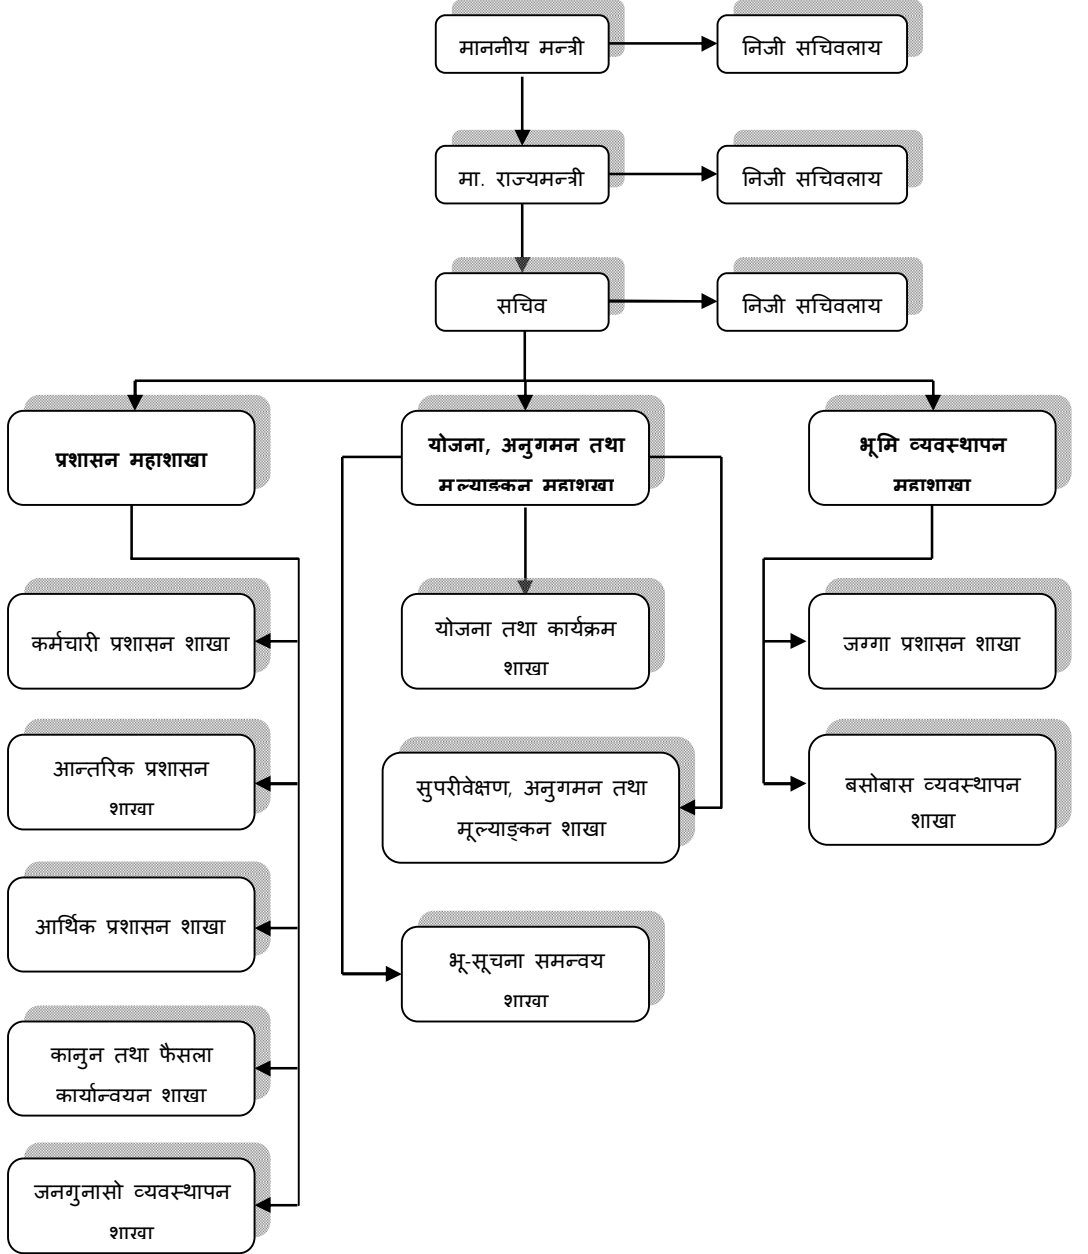 माननीय मन्त्री
निजी सचिवलाय
मा. राज्यमन्त्री
निजी सचिवलाय
सचिव
निजी सचिवलाय
प्रशासन महाशाखा
योजना, अनुगमन तथा
मूल्याङ्कन महाशखा
भूमि व्यवस्थापन
महाशाखा
कर्मचारी प्रशासन शाखा
आन्तरिक प्रशासन
शाखा
आर्थिक प्रशासन शाखा
कानुन तथा फैसला
कार्यान्वयन शाखा
जनगुनासो व्यवस्थापन
शाखा
योजना तथा कार्यक्रम
शाखा
सुपरीवेक्षण, अनुगमन तथा
मूल्याङ्कन शाखा
भू-सूचना समन्वय
शाखा
जग्गा प्रशासन शाखा
बसोबास व्यवस्थापन
शाखा